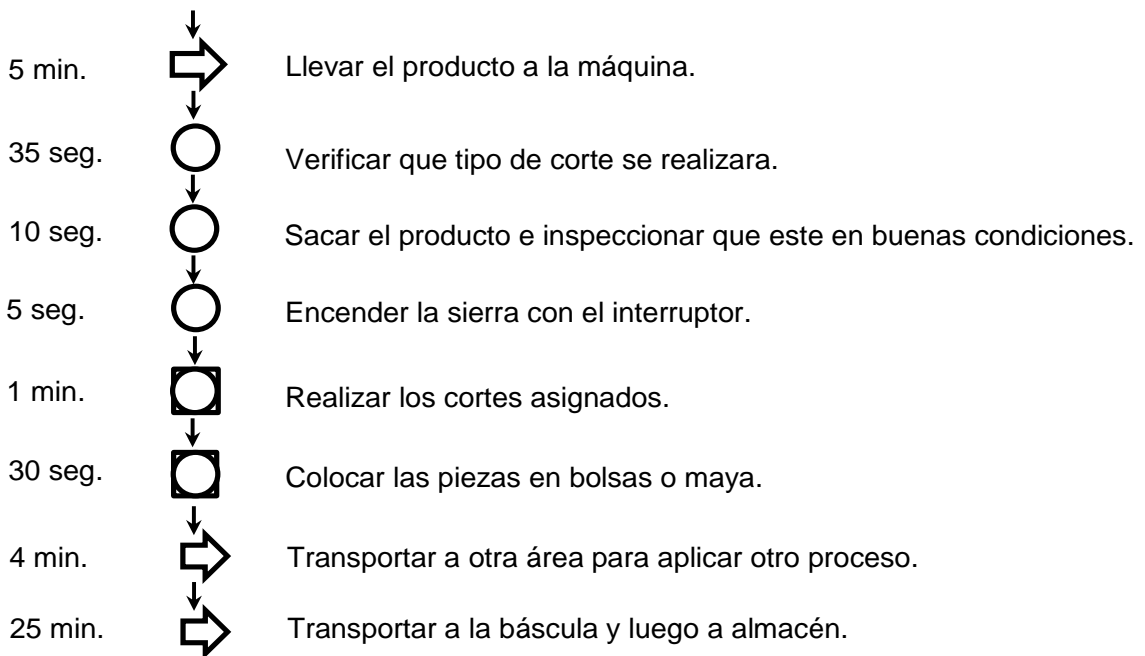 5 min. Llevar el producto a la máquina.
35 seg. Verificar que tipo de corte se realizara.
10 seg. Sacar el producto e inspeccionar que este en buenas condiciones.
5 seg. Encender la sierra con el interruptor.
1 min. Realizar los cortes asignados.
30 seg. Colocar las piezas en bolsas o maya.
4 min. Transportar a otra área para aplicar otro proceso.
25 min. Transportar a la báscula y luego a almacén.